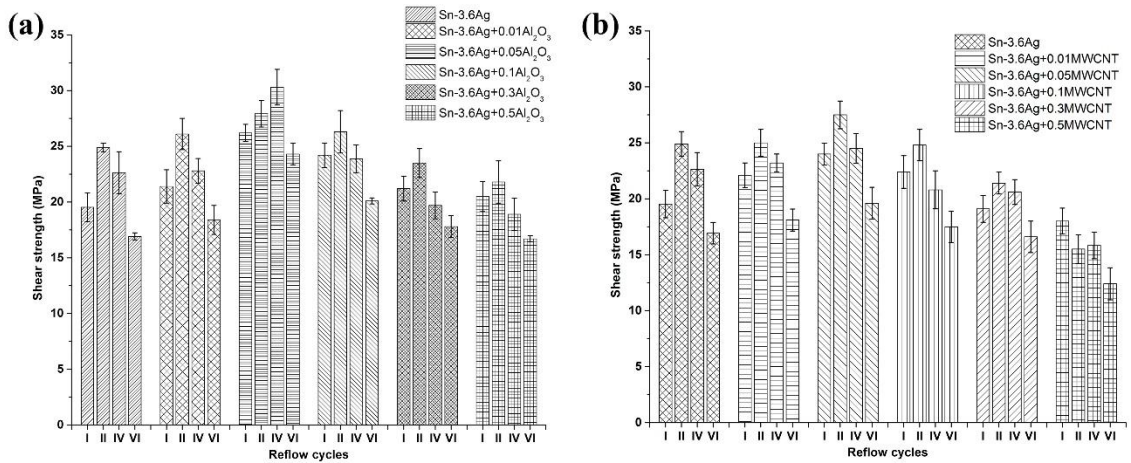 (a)
Sn-3.6Ag
Sn-3.6Ag+0.01Al₂O₃
Sn-3.6Ag+0.05Al₂O₃
Sn-3.6Ag+0.1Al₂O₃
Sn-3.6Ag+0.3Al₂O₃
Sn-3.6Ag+0.5Al₂O₃
35
30
25
20
15
10
5
0
Shear strength (MPa)
I II IV VI I II IV VI I II IV VI I II IV VI I II IV VI I II IV VI
Reflow cycles
(b)
Sn-3.6Ag
Sn-3.6Ag+0.01MWCNT
Sn-3.6Ag+0.05MWCNT
Sn-3.6Ag+0.1MWCNT
Sn-3.6Ag+0.3MWCNT
Sn-3.6Ag+0.5MWCNT
35
30
25
20
15
10
5
0
Shear strength (MPa)
I II IV VI I II IV VI I II IV VI I II IV VI I II IV VI I II IV VI
Reflow cycles